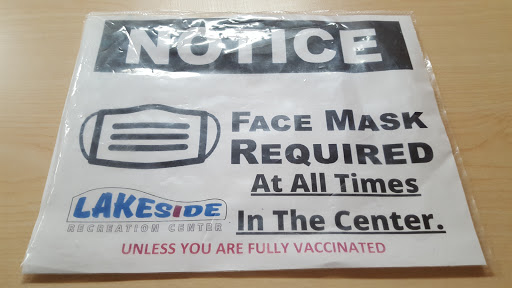 NOTICE
FACE MASK
REQUIRED
At All Times
In The Center.
LAKESIDE
RECREATION CENTER
UNLESS YOU ARE FULLY VACCINATED